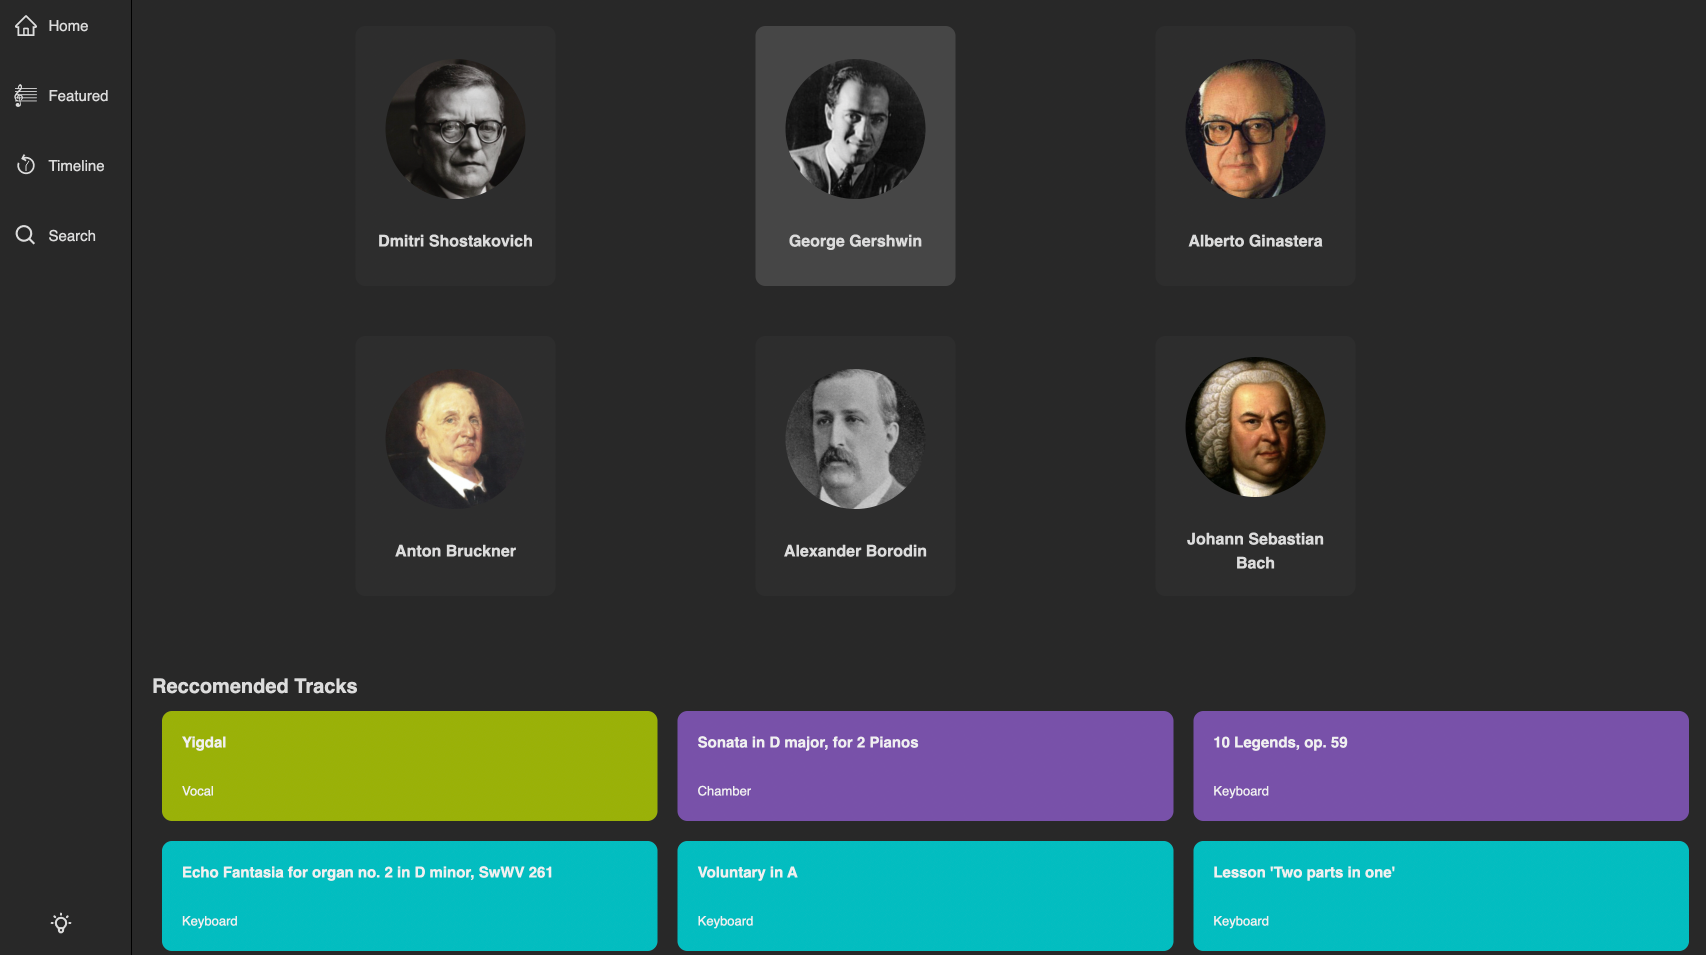 Home
Featured
Timeline
Search
Dmitri Shostakovich
George Gershwin
Alberto Ginastera
Anton Bruckner
Alexander Borodin
Johann Sebastian
Bach
Reccomended Tracks
Yigdal
Vocal
Sonata in D major, for 2 Pianos
Chamber
10 Legends, op. 59
Keyboard
Echo Fantasia for organ no. 2 in D minor, SwWV 261
Keyboard
Voluntary in A
Keyboard
Lesson 'Two parts in one'
Keyboard